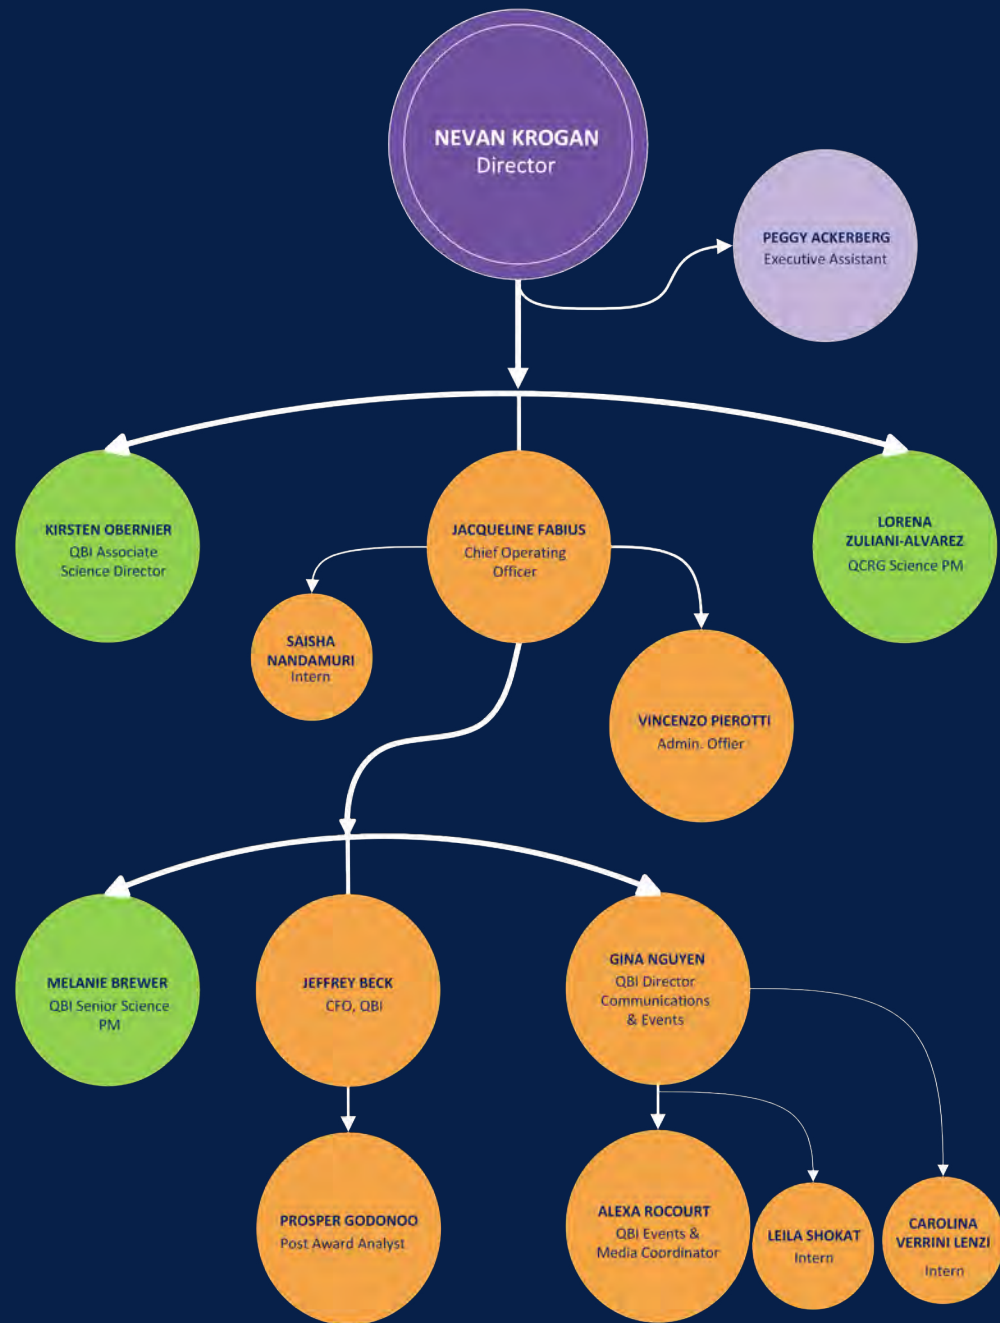 NEVAN KROGAN
Director
PEGGY ACKERBERG
Executive Assistant
KIRSTEN OBERNIER
QBI Associate
Science Director
JACQUELINE FABIUS
Chief Operating
Officer
LORENA
ZULIANI-ALVAREZ
QCRG Science PM
SAISHA
NANDAMURI
Intern
VINCENZO PIEROTTI
Admin. Offier
MELANIE BREWER
QBI Senior Science
PM
JEFFREY BECK
CFO, QBI
GINA NGUYEN
QBI Director
Communications
& Events
PROSPER GODONOO
Post Award Analyst
ALEXA ROCOURT
QBI Events &
Media Coordinator
LEILA SHOKAT
Intern
CAROLINA
VERRINI LENZI
Intern